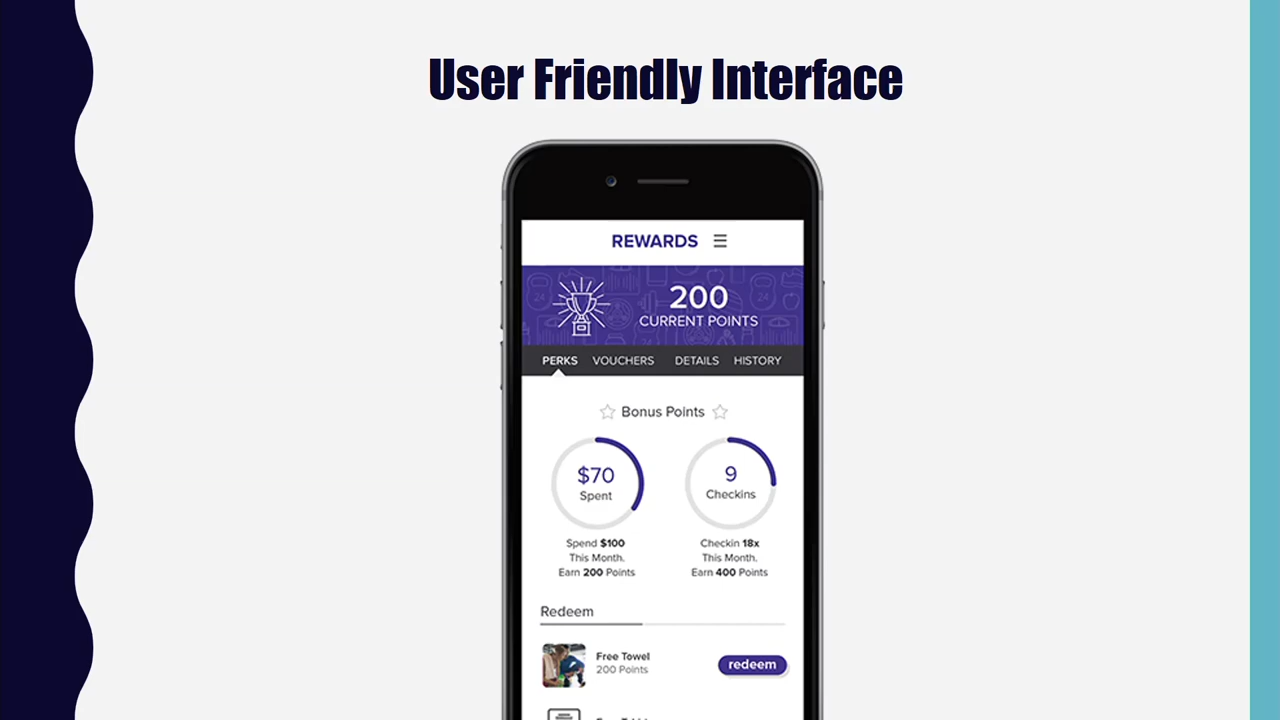 User Friendly Interface
REWARDS
200
CURRENT POINTS
PERKS VOUCHERS DETAILS HISTORY
Bonus Points
$70
Spent
9
Checkins
Spend $100
This Month.
Earn 200 Points
Checkin 18x
This Month.
Earn 400 Points
Redeem
Free Towel
200 Points
redeem